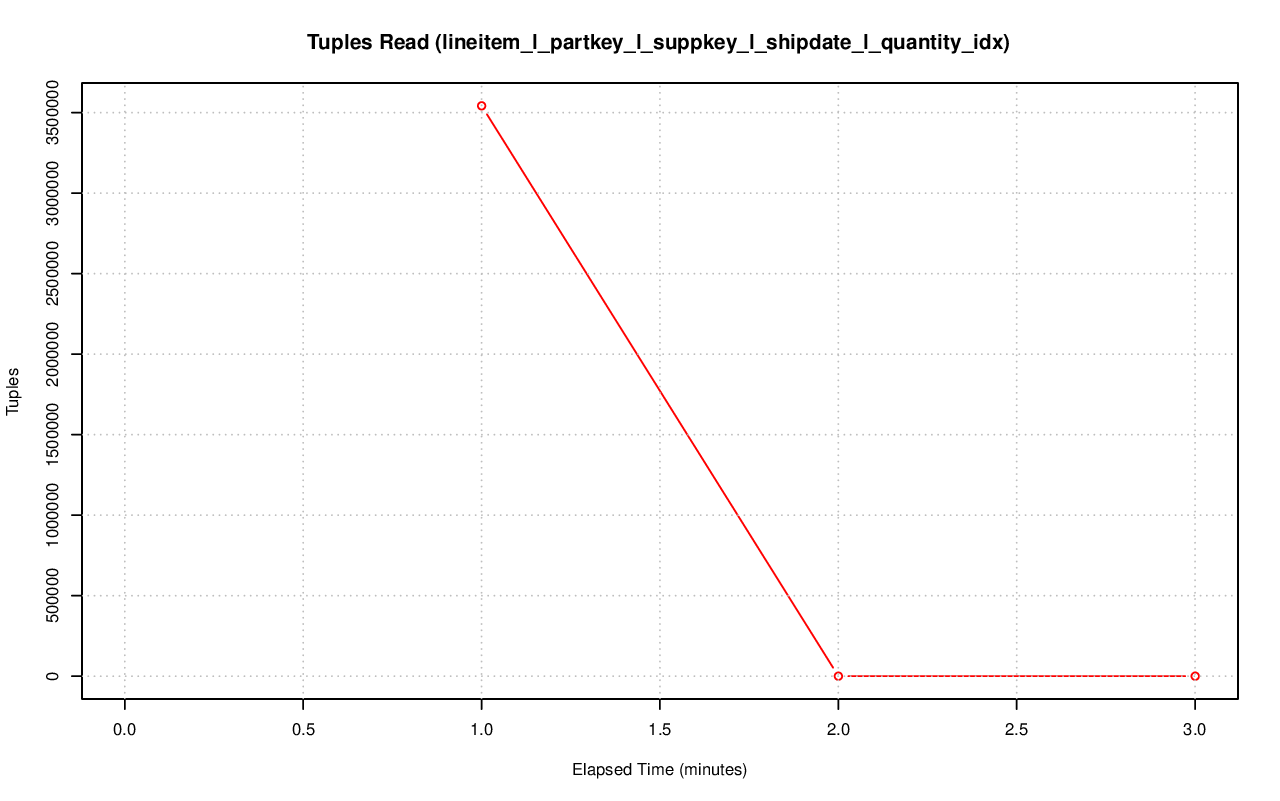 Tuples Read (lineitem_l_partkey_l_suppkey_l_shipdate_l_quantity_idx)
3500000
3000000
2500000
2000000
1500000
1000000
500000
0
Tuples
0.0 0.5 1.0 1.5 2.0 2.5 3.0
Elapsed Time (minutes)